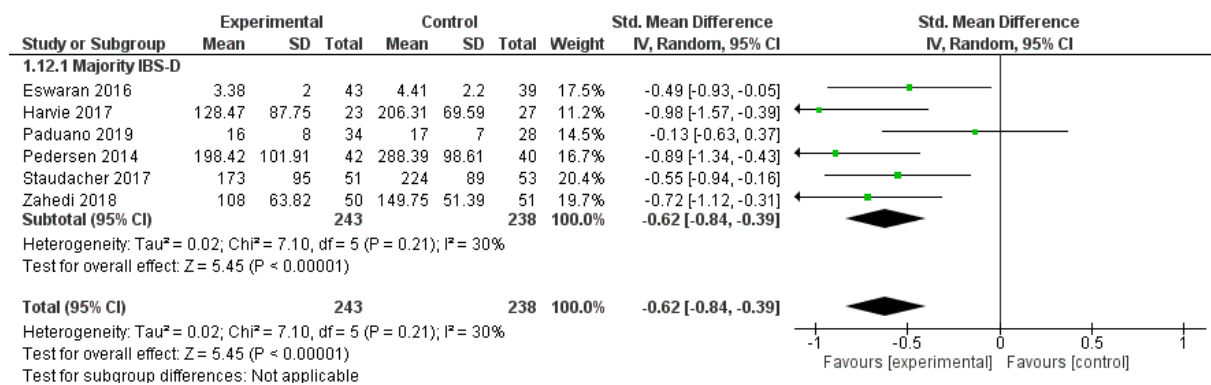 Experimental Control Std. Mean Difference Std. Mean Difference
Study or Subgroup Mean SD Total Mean SD Total Weight IV, Random, 95% CI IV, Random, 95% CI
1.12.1 Majority IBS-D
Eswaran 2016 3.38 2 43 4.41 2.2 39 17.5% -0.49 [-0.93, -0.05]
Harvie 2017 128.47 87.75 23 206.31 69.59 27 11.2% -0.98 [-1.57, -0.39]
Paduano 2019 16 8 34 17 7 28 14.5% -0.13 [-0.63, 0.37]
Pedersen 2014 198.42 101.91 42 288.39 98.61 40 16.7% -0.89 [-1.34, -0.43]
Staudacher 2017 173 95 51 224 89 53 20.4% -0.55 [-0.94, -0.16]
Zahedi 2018 108 63.82 50 149.75 51.39 51 19.7% -0.72 [-1.12, -0.31]
Subtotal (95% CI) 243 238 100.0% -0.62 [-0.84, -0.39]
Heterogeneity: Tau² = 0.02; Chi² = 7.10, df = 5 (P = 0.21); I² = 30%
Test for overall effect: Z = 5.45 (P < 0.00001)
Total (95% CI) 243 238 100.0% -0.62 [-0.84, -0.39]
Heterogeneity: Tau² = 0.02; Chi² = 7.10, df = 5 (P = 0.21); I² = 30%
Test for overall effect: Z = 5.45 (P < 0.00001)
Test for subgroup differences: Not applicable
-1 -0.5 0 0.5 1
Favours [experimental] Favours [control]